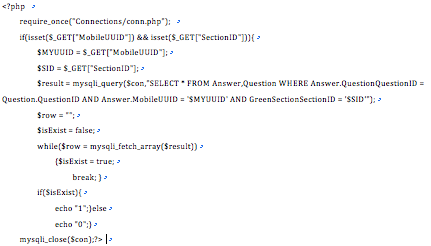 <?php
require_once("Connections/conn.php");
if(isset($_GET["MobileUUID"]) && isset($_GET["SectionID"])){
$MYUUID = $_GET["MobileUUID"];
$SID = $_GET["SectionID"];
$result = mysqli_query($con,"SELECT * FROM Answer,Question WHERE Answer.QuestionQuestionID =
Question.QuestionID AND Answer.MobileUUID = '$MYUUID' AND GreenSectionSectionID = '$SID'");
$row = "";
$isExist = false;
while($row = mysqli_fetch_array($result))
{$isExist = true;
break; }
if($isExist){
echo "1";}else
echo "0";}
mysqli_close($con);?>